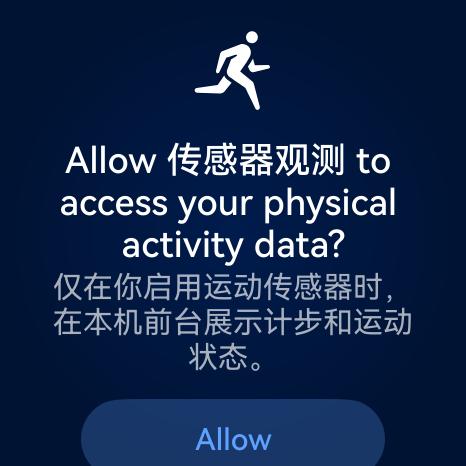 Allow 传感器观测 to
access your physical
activity data?
仅在你启用运动传感器时，
在本机前台展示计步和运动
状态。
Allow